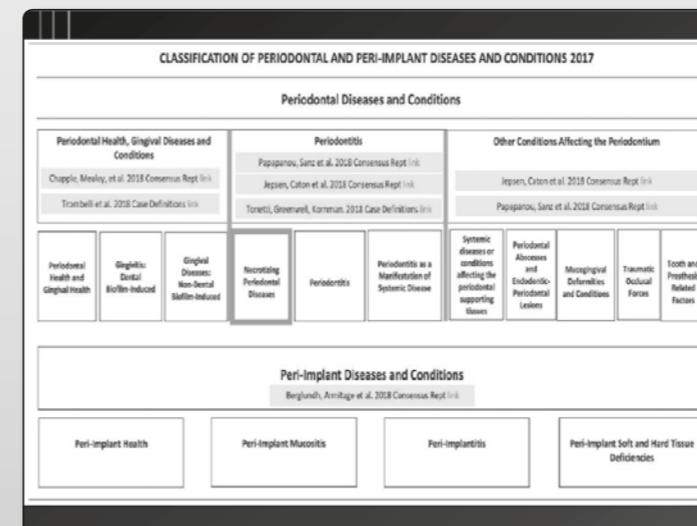 CLASSIFICATION OF PERIODONTAL AND PERI-IMPLANT DISEASES AND CONDITIONS 2017
Periodontal Diseases and Conditions
Periodontal Health, Gingival Diseases and
Conditions
Chapple, Mealey, et al. 2018 Consensus Rept link
Trombelli et al. 2018 Case Definitions link
Periodontitis
Papapanou, Sanz et al. 2018 Consensus Rept link
Jepsen, Caton et al. 2018 Consensus Rept link
Tonetti, Greenwell, Kornman. 2018 Case Definitions link
Other Conditions Affecting the Periodontium
Jepsen, Caton et al. 2018 Consensus Rept link
Papapanou, Sanz et al. 2018 Consensus Rept link
Periodontal
Health and
Gingival Health
Gingivitis:
Dental
Biofilm-Induced
Gingival
Diseases:
Non-Dental
Biofilm-Induced
Necrotizing
Periodontal
Diseases
Periodontitis
Periodontitis as a
Manifestation of
Systemic Disease
Systemic
diseases or
conditions
affecting the
periodontal
supporting
tissues
Periodontal
Abscesses
and
Endodontic-
Periodontal
Lesions
Mucogingival
Deformities
and Conditions
Traumatic
Occlusal
Forces
Tooth and
Prosthesis
Related
Factors
Peri-Implant Diseases and Conditions
Berglundh, Armitage et al. 2018 Consensus Rept link
Peri-Implant Health
Peri-Implant Mucositis
Peri-Implantitis
Peri-Implant Soft and Hard Tissue
Deficiencies